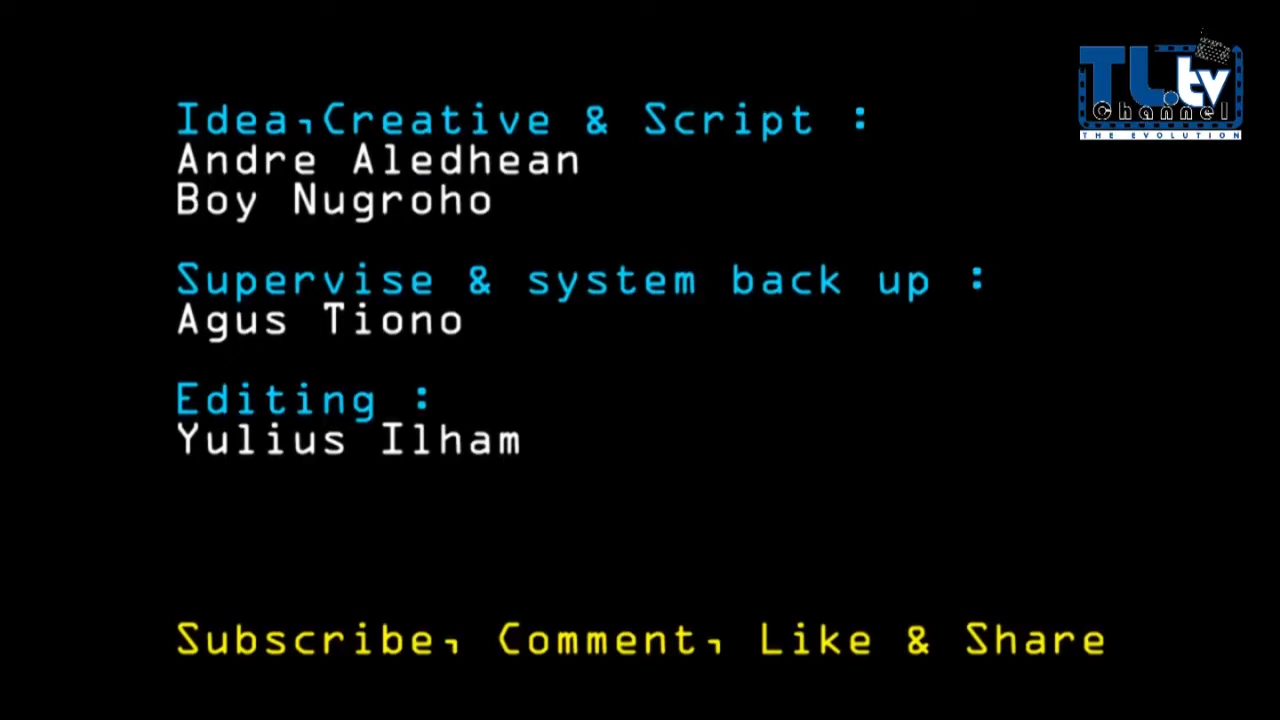 TL.tv
Channel
THE EVOLUTION
Idea,Creative & Script :
Andre Aledhean
Boy Nugroho
Supervise & system back up :
Agus Tiono
Editing :
Yulius Ilham
Subscribe, Comment, Like & Share